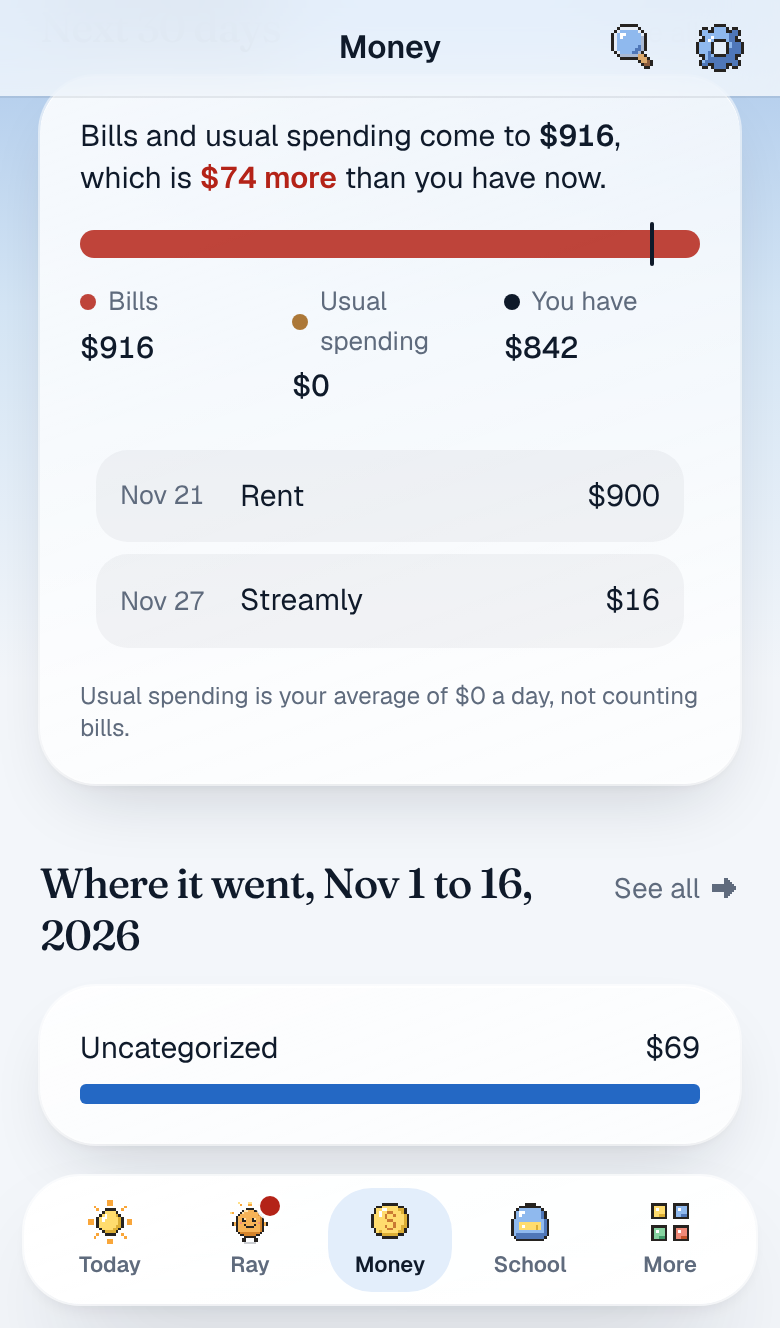 Money
Bills and usual spending come to $916,
which is $74 more than you have now.
Bills
$916
Usual
spending
$0
You have
$842
Nov 21 Rent $900
Nov 27 Streamly $16
Usual spending is your average of $0 a day, not counting
bills.
Where it went, Nov 1 to 16,
2026
See all
Uncategorized $69
Today
Ray
Money
School
More